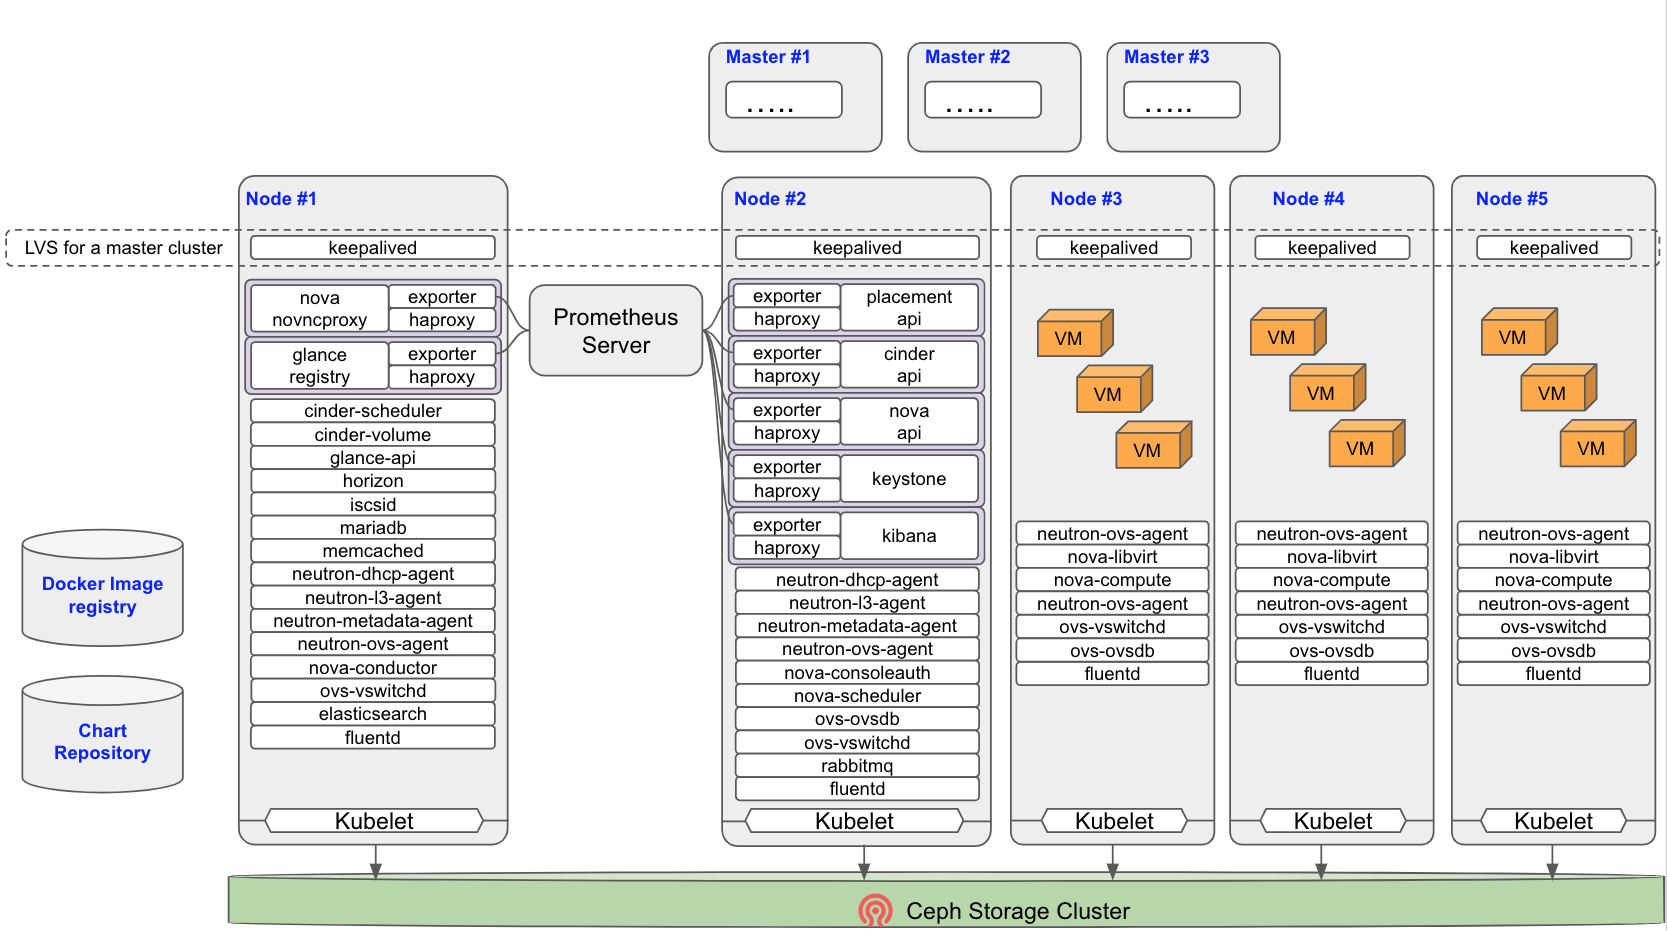 Master #1
.....
Master #2
.....
Master #3
.....
LVS for a master cluster
Node #1
keepalived
nova
novncproxy
exporter
haproxy
glance
registry
exporter
haproxy
cinder-scheduler
cinder-volume
glance-api
horizon
iscsid
mariadb
memcached
neutron-dhcp-agent
neutron-l3-agent
neutron-metadata-agent
neutron-ovs-agent
nova-conductor
ovs-vswitchd
elasticsearch
fluentd
Kubelet
Prometheus
Server
Node #2
keepalived
exporter
haproxy
placement
api
exporter
haproxy
cinder
api
exporter
haproxy
nova
api
exporter
haproxy
keystone
exporter
haproxy
kibana
neutron-dhcp-agent
neutron-l3-agent
neutron-metadata-agent
neutron-ovs-agent
nova-consoleauth
nova-scheduler
ovs-ovsdb
ovs-vswitchd
rabbitmq
fluentd
Kubelet
Node #3
keepalived
VM
VM
VM
neutron-ovs-agent
nova-libvirt
nova-compute
neutron-ovs-agent
ovs-vswitchd
ovs-ovsdb
fluentd
Kubelet
Node #4
keepalived
VM
VM
VM
neutron-ovs-agent
nova-libvirt
nova-compute
neutron-ovs-agent
ovs-vswitchd
ovs-ovsdb
fluentd
Kubelet
Node #5
keepalived
VM
VM
VM
neutron-ovs-agent
nova-libvirt
nova-compute
neutron-ovs-agent
ovs-vswitchd
ovs-ovsdb
fluentd
Kubelet
Docker Image
registry
Chart
Repository
Ceph Storage Cluster